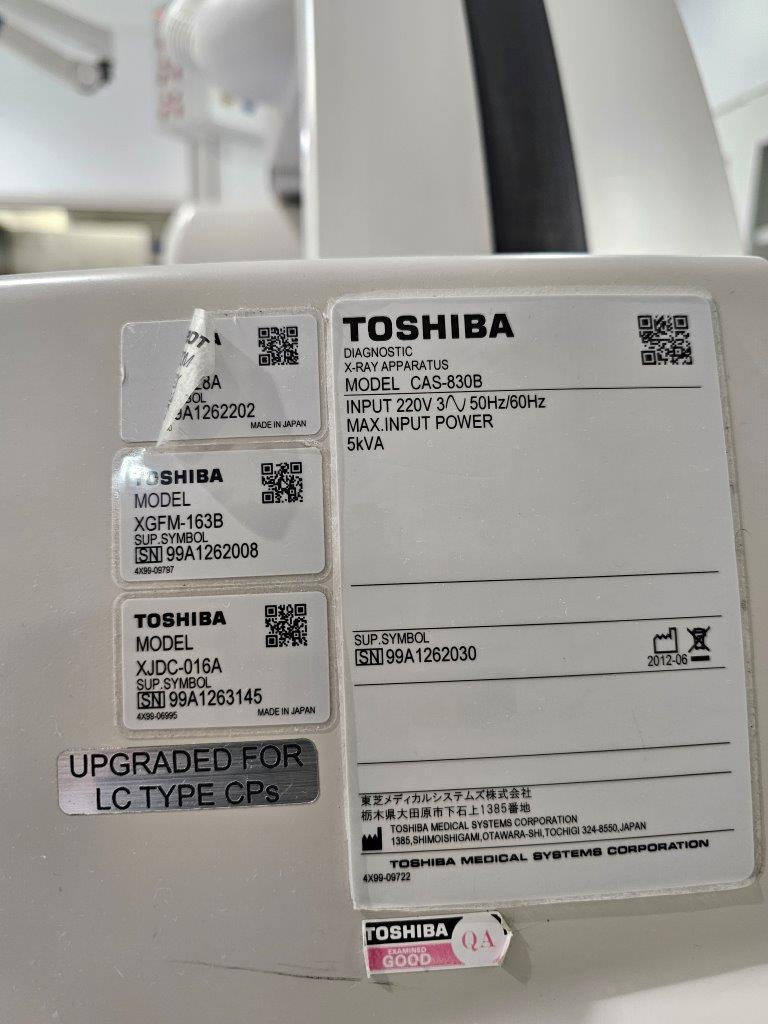 28A
99A1262202
MADE IN JAPAN
TOSHIBA
MODEL
XGFM-163B
SUP.SYMBOL
SN 99A1262008
4X99-09797
TOSHIBA
MODEL
XJDC-016A
SUP.SYMBOL
SN 99A1263145
4X99-06995 MADE IN JAPAN
UPGRADED FOR
LC TYPE CPs
TOSHIBA
DIAGNOSTIC
X-RAY APPARATUS
MODEL CAS-830B
INPUT 220V 3∿ 50Hz/60Hz
MAX.INPUT POWER
5kVA
SUP.SYMBOL
SN 99A1262030
2012-06
東芝メディカルシステムズ株式会社
栃木県大田原市下石上1385番地
TOSHIBA MEDICAL SYSTEMS CORPORATION
1385,SHIMOISHIGAMI,OTAWARA-SHI,TOCHIGI 324-8550,JAPAN
TOSHIBA MEDICAL SYSTEMS CORPORATION
4X99-09722
TOSHIBA
EXAMINED
GOOD
QA